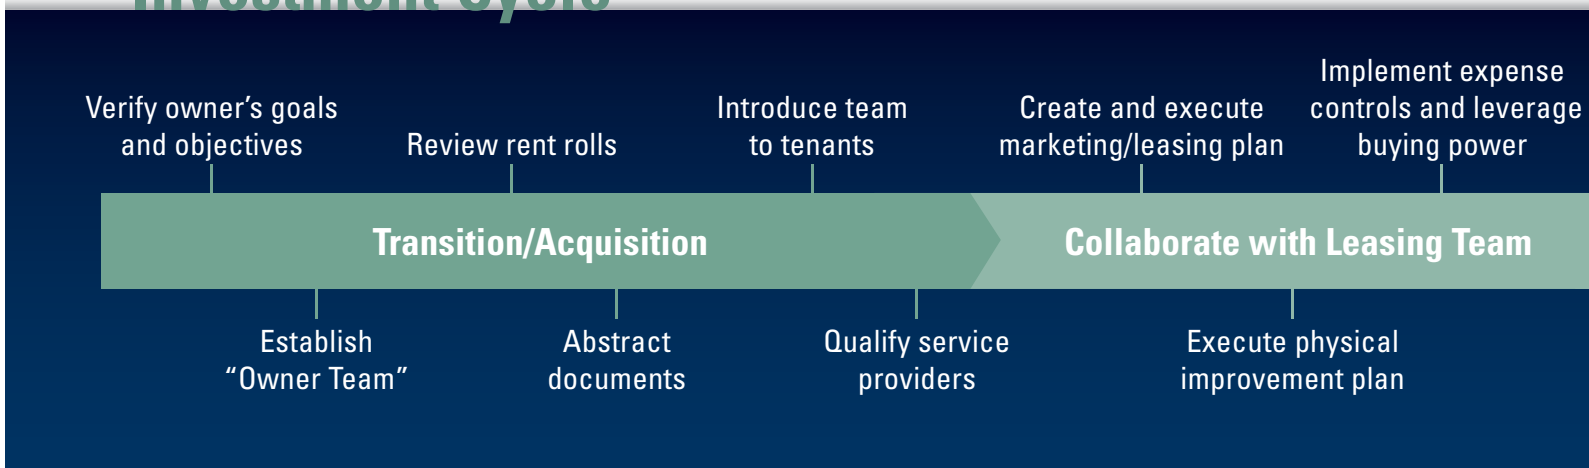 Investment Cycle
Verify owner’s goals
and objectives
Review rent rolls
Introduce team
to tenants
Create and execute
marketing/leasing plan
Implement expense
controls and leverage
buying power
Transition/Acquisition
Collaborate with Leasing Team
Establish
“Owner Team”
Abstract
documents
Qualify service
providers
Execute physical
improvement plan